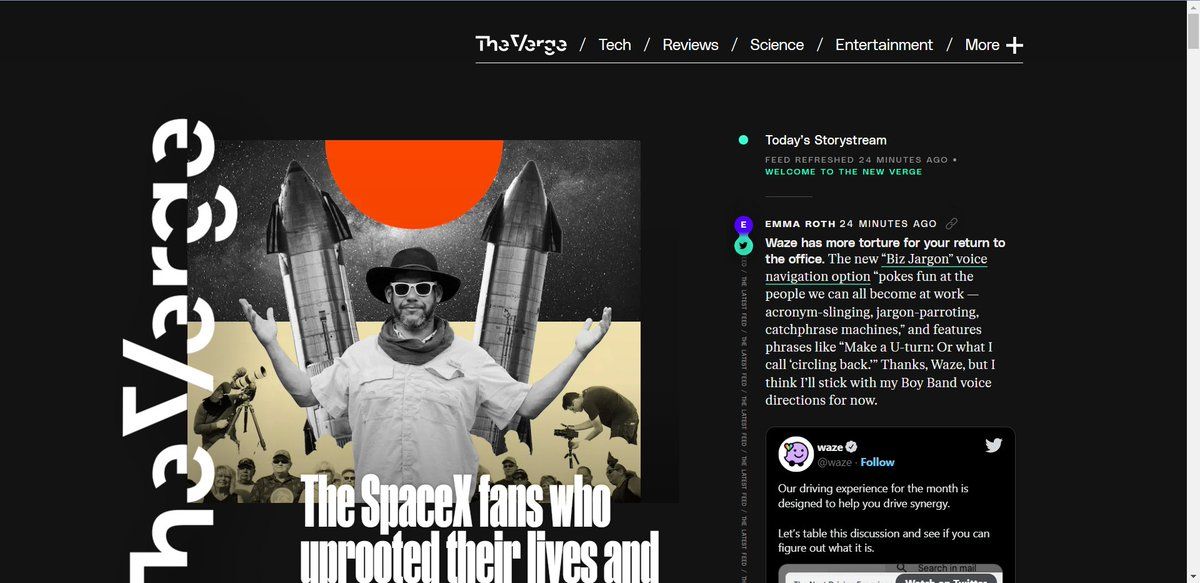 The Verge / Tech / Reviews / Science / Entertainment / More +
The Verge
The SpaceX fans who
uprooted their lives and
Today's Storystream
FEED REFRESHED 24 MINUTES AGO •
WELCOME TO THE NEW VERGE
E
EMMA ROTH 24 MINUTES AGO
Waze has more torture for your return to
the office. The new “Biz Jargon” voice
navigation option “pokes fun at the
people we can all become at work —
acronym-slinging, jargon-parroting,
catchphrase machines,” and features
phrases like “Make a U-turn: Or what I
call ‘circling back.’” Thanks, Waze, but I
think I’ll stick with my Boy Band voice
directions for now.
FEED / THE LATEST FEED / THE LATEST FEED / THE LATEST FEED / THE LATEST FEED / THE LATEST FEED / THE
waze
@waze · Follow
Our driving experience for the month is
designed to help you drive synergy.
Let's table this discussion and see if you can
figure out what it is.
Search in mail
Watch on Twitter